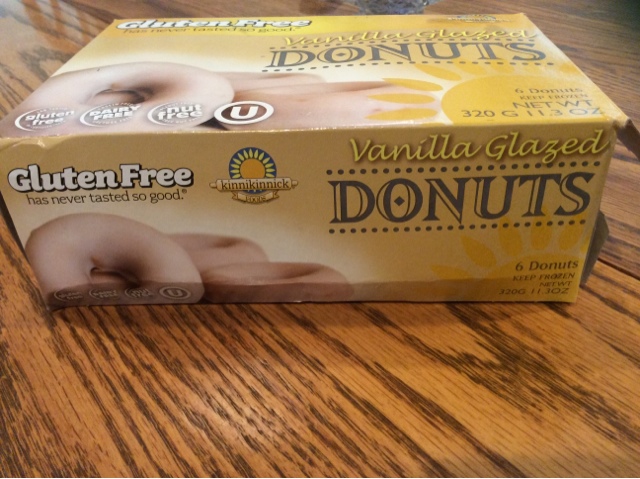 Gluten Free
has never tasted so good.
Vanilla Glazed
DONUTS
gluten free
DAIRY FREE
nut free
U
6 Donuts
KEEP FROZEN
NET WT
320 G 11.3 OZ
Gluten Free
has never tasted so good.®
kinnikinnick
foods
Vanilla Glazed
DONUTS
6 Donuts
KEEP FROZEN
NET WT
320G 11.3OZ
U